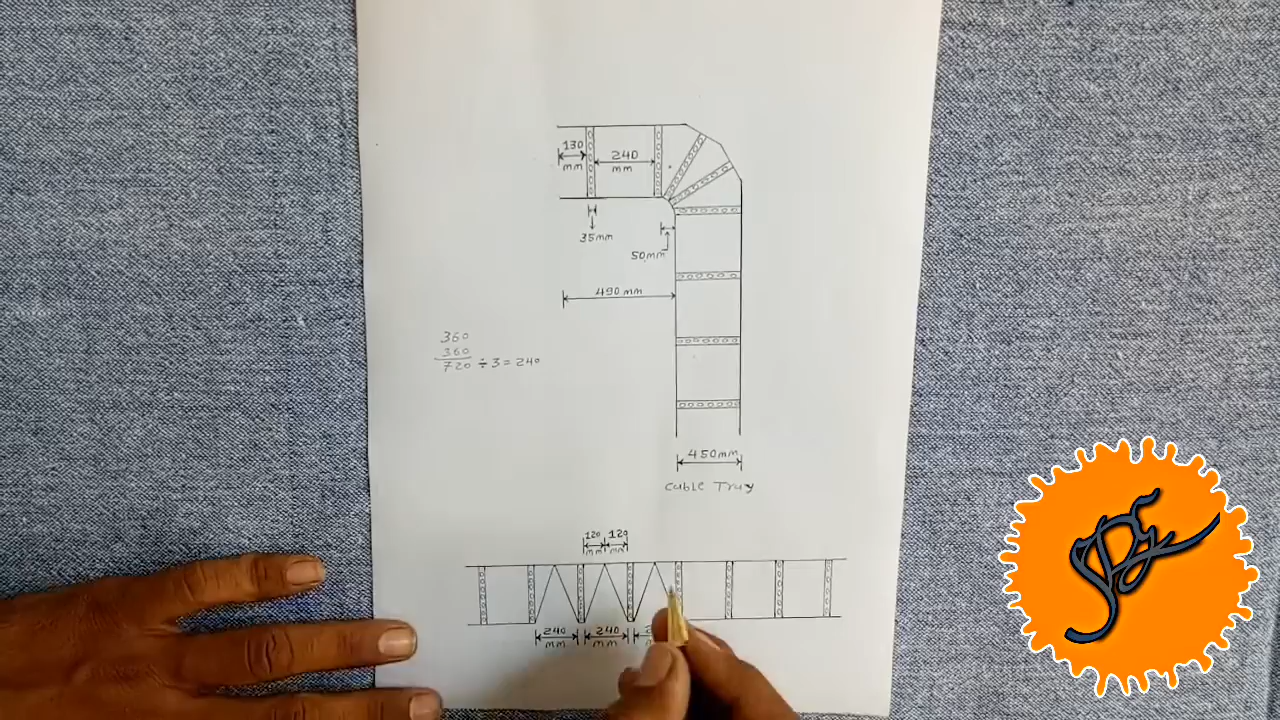 130
mm
240
mm
35mm
50mm
490 mm
360
360
720 ÷ 3 = 240
450mm
Cable Tray
120 120
mm mm
240 240
mm mm